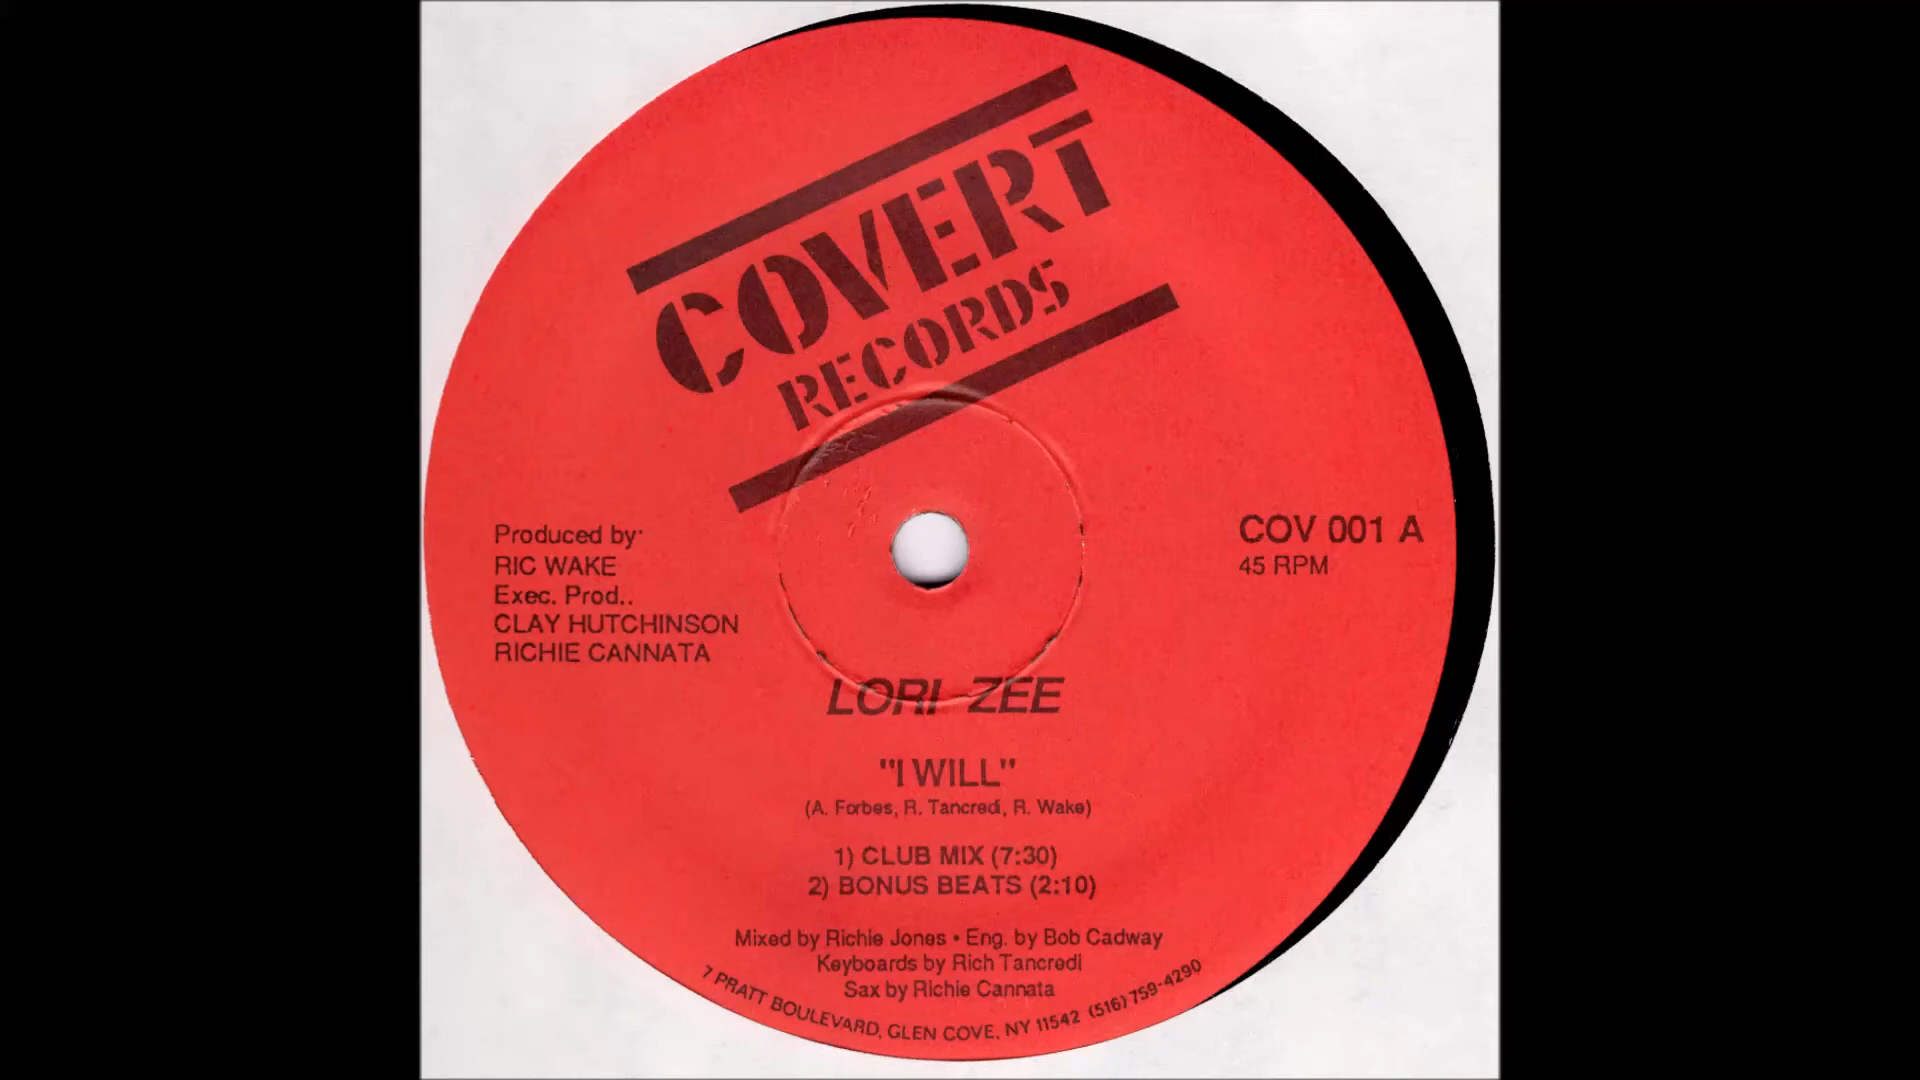 COVERT
RECORDS
Produced by:
RIC WAKE
Exec. Prod..
CLAY HUTCHINSON
RICHIE CANNATA
COV 001 A
45 RPM
LORI ZEE
"I WILL"
(A. Forbes, R. Tancredi, R. Wake)
1) CLUB MIX (7:30)
2) BONUS BEATS (2:10)
Mixed by Richie Jones • Eng. by Bob Cadway
Keyboards by Rich Tancredi
Sax by Richie Cannata
7 PRATT BOULEVARD, GLEN COVE, NY 11542 (516) 759-4290